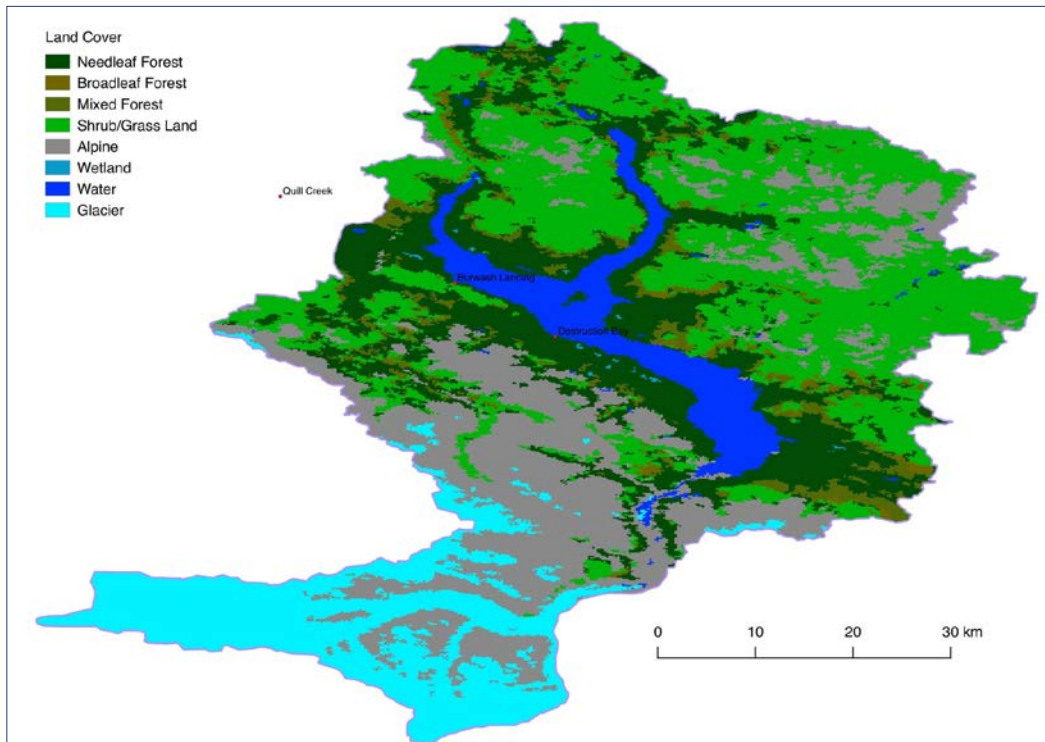 Land Cover
Needleaf Forest
Broadleaf Forest
Mixed Forest
Shrub/Grass Land
Alpine
Wetland
Water
Glacier
Quill Creek
Burwash Landing
Destruction Bay
0 10 20 30 km